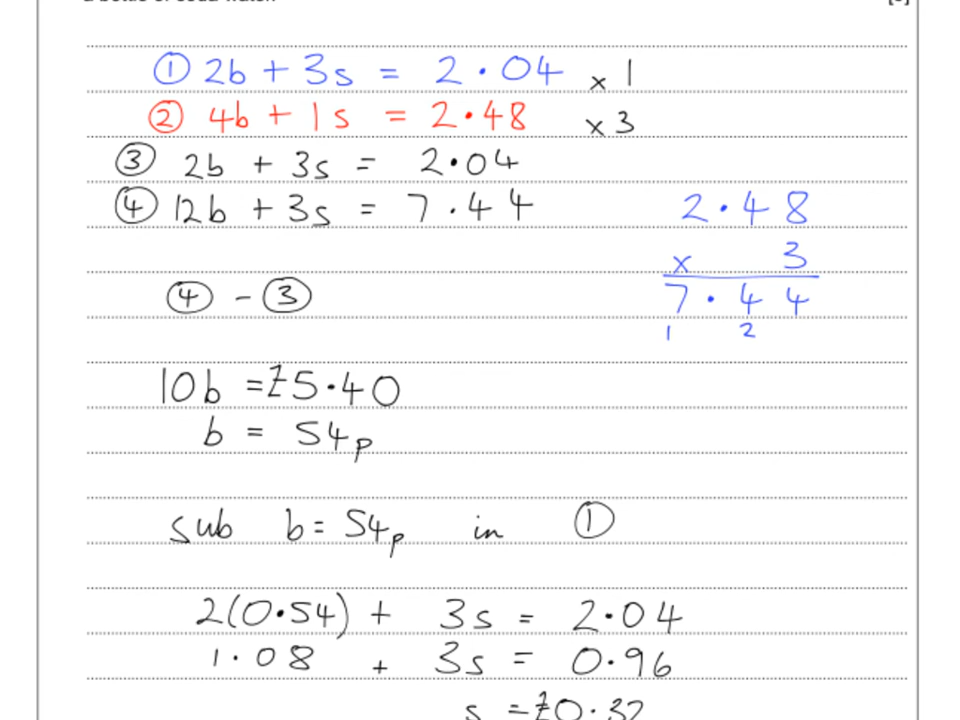 ① 2b + 3s = 2.04 × 1
② 4b + 1s = 2.48 × 3
③ 2b + 3s = 2.04
④ 12b + 3s = 7.44
2.48
× 3
7.44
1 2
④ - ③
10b = £5.40
b = 54p
sub b = 54p in ①
2(0.54) + 3s = 2.04
1.08 + 3s = 0.96
s = £0.32